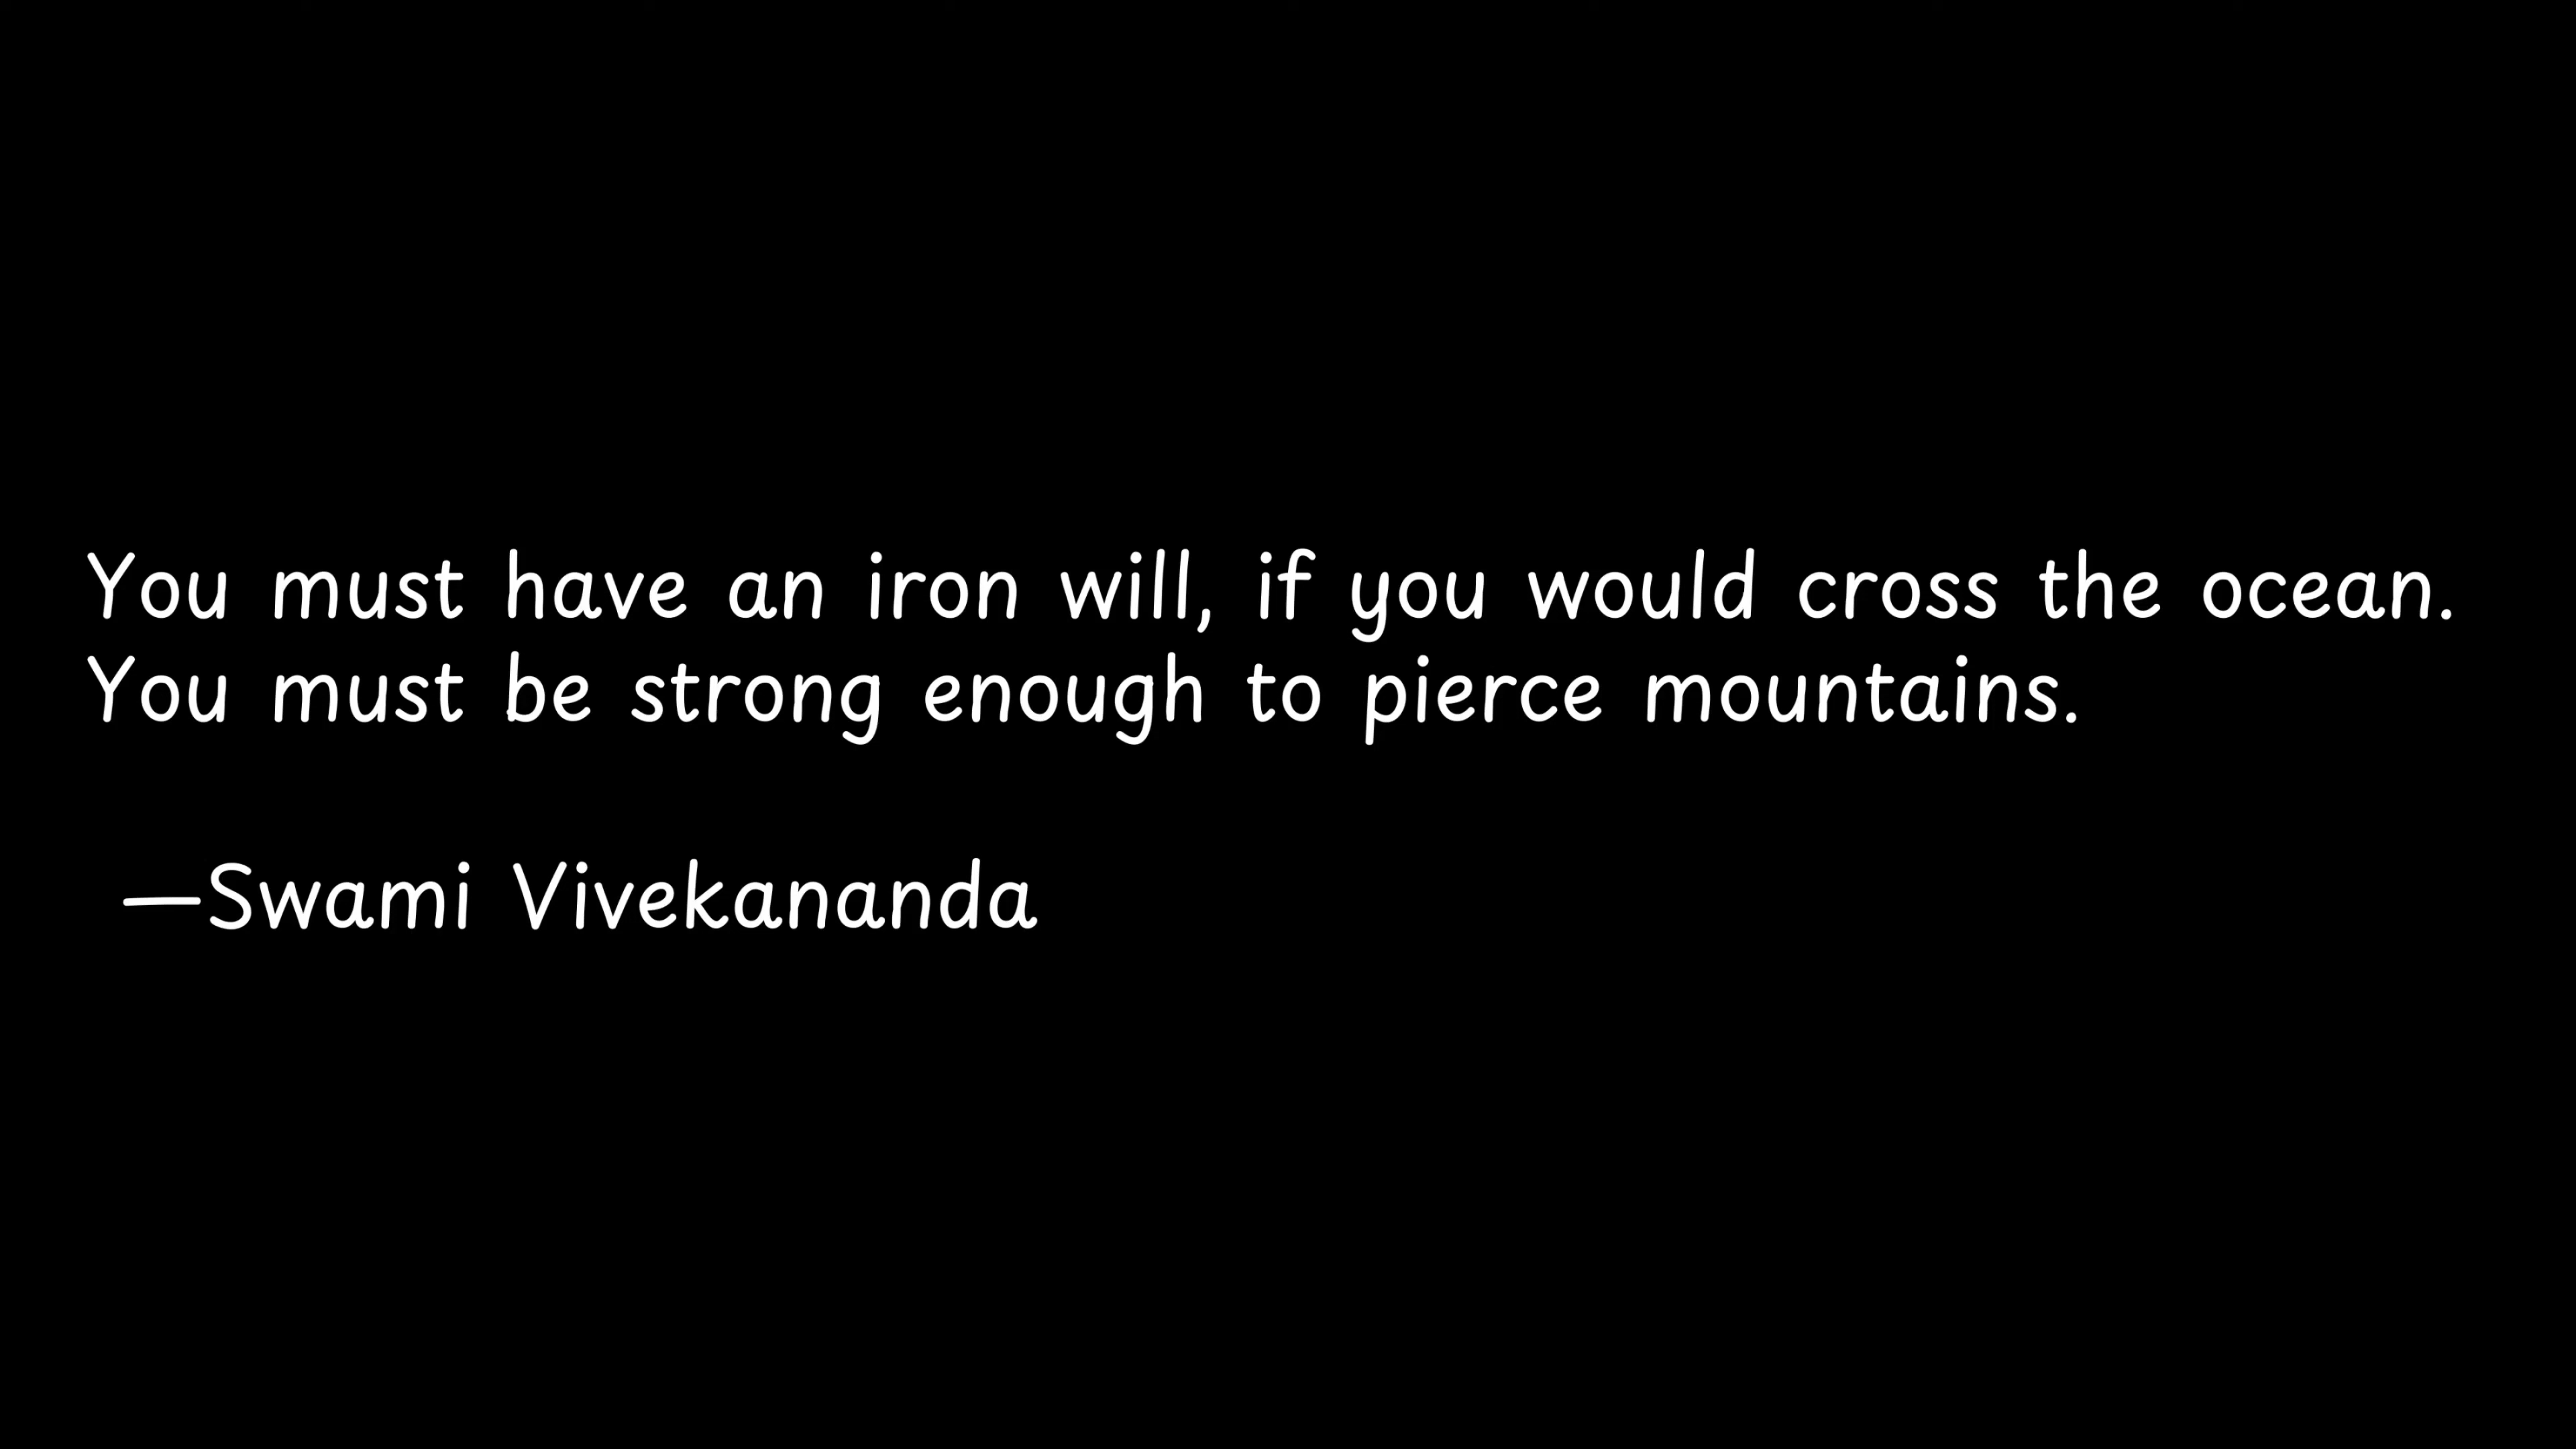 You must have an iron will, if you would cross the ocean.
You must be strong enough to pierce mountains.
—Swami Vivekananda